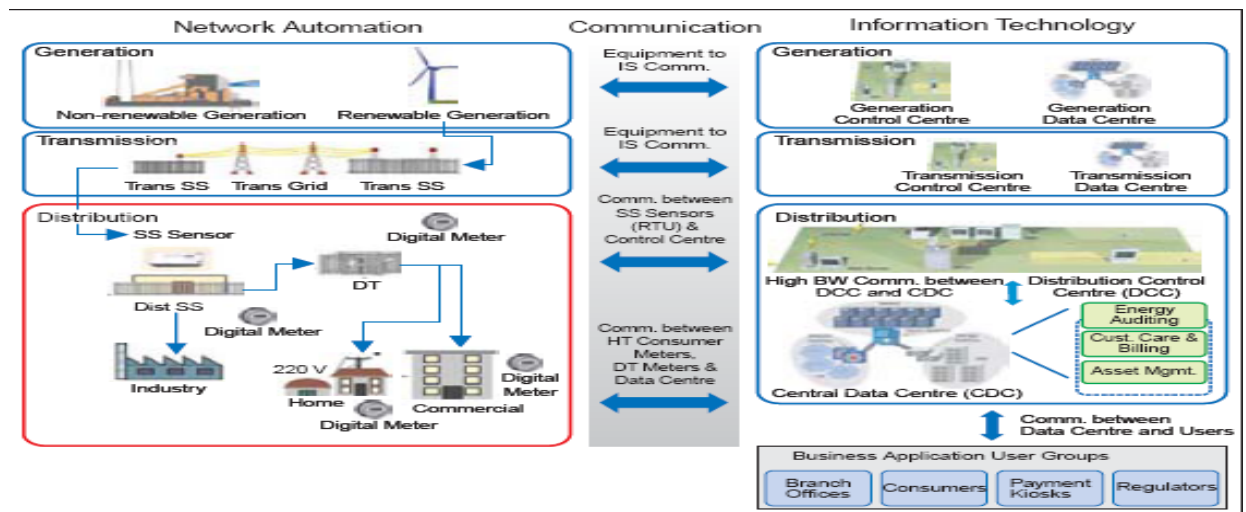 Network Automation
Communication
Information Technology
Generation
Non-renewable Generation
Renewable Generation
Transmission
Trans SS
Trans Grid
Trans SS
Distribution
SS Sensor
Digital Meter
DT
Dist SS
Digital Meter
Industry
220 V
Home
Digital Meter
Commercial
Digital
Meter
Equipment to
IS Comm.
Equipment to
IS Comm.
Comm. between
SS Sensors
(RTU) &
Control Centre
Comm. between
HT Consumer
Meters,
DT Meters &
Data Centre
Generation
Generation
Control Centre
Generation
Data Centre
Transmission
Transmission
Control Centre
Transmission
Data Centre
Distribution
High BW Comm. between
DCC and CDC
Distribution Control
Centre (DCC)
Energy
Auditing
Cust. Care &
Billing
Asset Mgmt.
Central Data Centre (CDC)
Comm. between
Data Centre and Users
Business Application User Groups
Branch
Offices
Consumers
Payment
Kiosks
Regulators